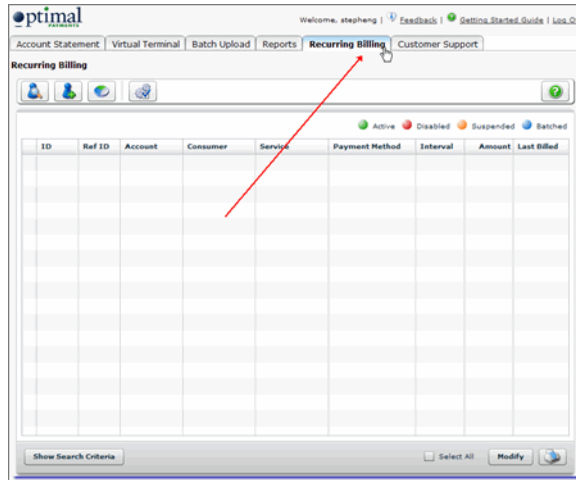 optimal
PAYMENTS
Welcome, stepheng | Feedback | Getting Started Guide | Log O
Account Statement Virtual Terminal Batch Upload Reports Recurring Billing Customer Support
Recurring Billing
Active Disabled Suspended Batched
ID Ref ID Account Consumer Service Payment Method Interval Amount Last Billed
Show Search Criteria Select All Modify